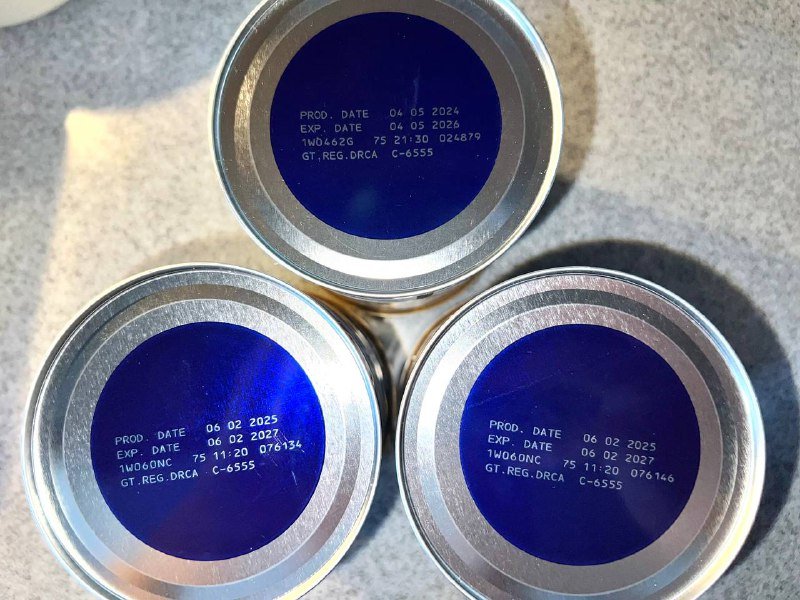 PROD. DATE 04 05 2024
EXP. DATE 04 05 2026
1W0462G 75 21:30 024879
GT.REG.DRCA C-6555
PROD. DATE 06 02 2025
EXP. DATE 06 02 2027
1W060NC 75 11:20 076134
GT.REG.DRCA C-6555
PROD. DATE 06 02 2025
EXP. DATE 06 02 2027
1W060NC 75 11:20 076146
GT.REG.DRCA C-6555